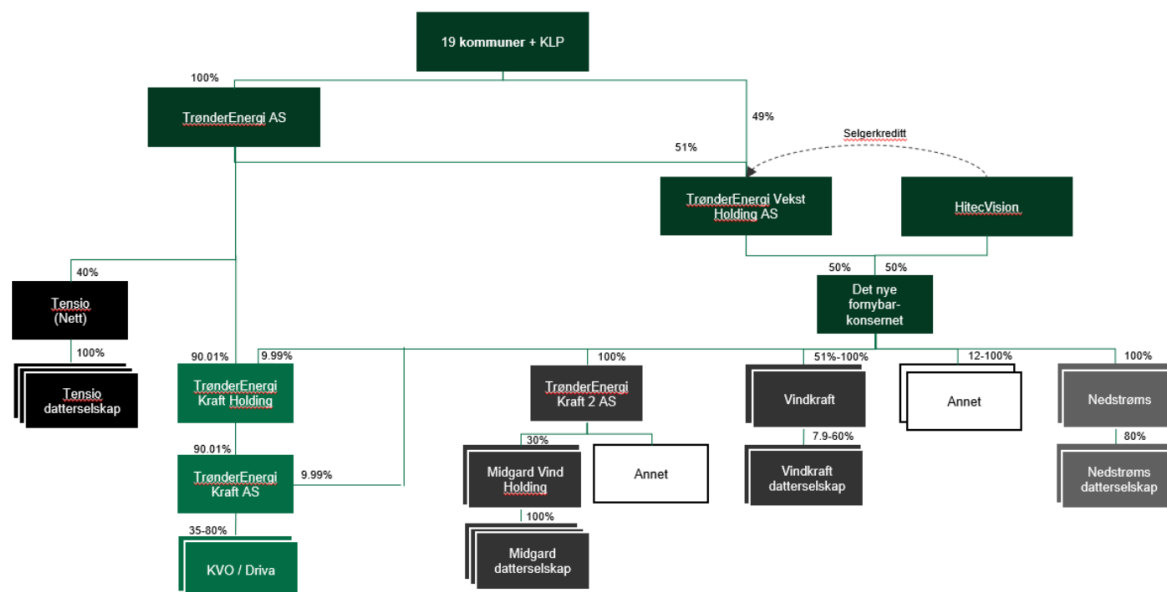 19 kommuner + KLP
100%
TrønderEnergi AS
49%
51%
Selgerkreditt
TrønderEnergi Vekst
Holding AS
HitecVision
40%
50%
50%
Tensio
(Nett)
Det nye
fornybar-
konsernet
100%
90.01%
9.99%
100%
51%-100%
12-100%
100%
Tensio
datterselskap
TrønderEnergi
Kraft Holding
TrønderEnergi
Kraft 2 AS
Vindkraft
Annet
Nedstrøms
90.01%
30%
7.9-60%
80%
TrønderEnergi
Kraft AS
9.99%
Midgard Vind
Holding
Annet
Vindkraft
datterselskap
Nedstrøms
datterselskap
35-80%
100%
KVO / Driva
Midgard
datterselskap